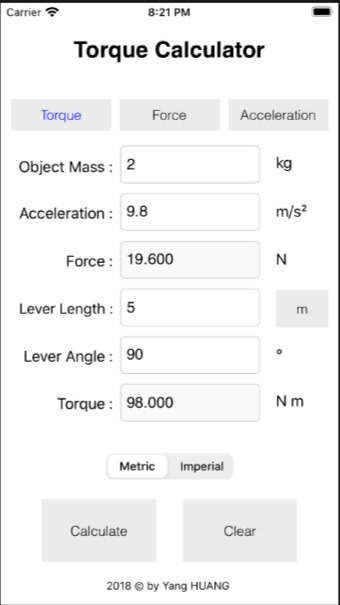 Carrier 8:21 PM
Torque Calculator
Torque Force Acceleration
Object Mass : 2 kg
Acceleration : 9.8 m/s²
Force : 19.600 N
Lever Length : 5 m
Lever Angle : 90 °
Torque : 98.000 N m
Metric Imperial
Calculate Clear
2018 © by Yang HUANG